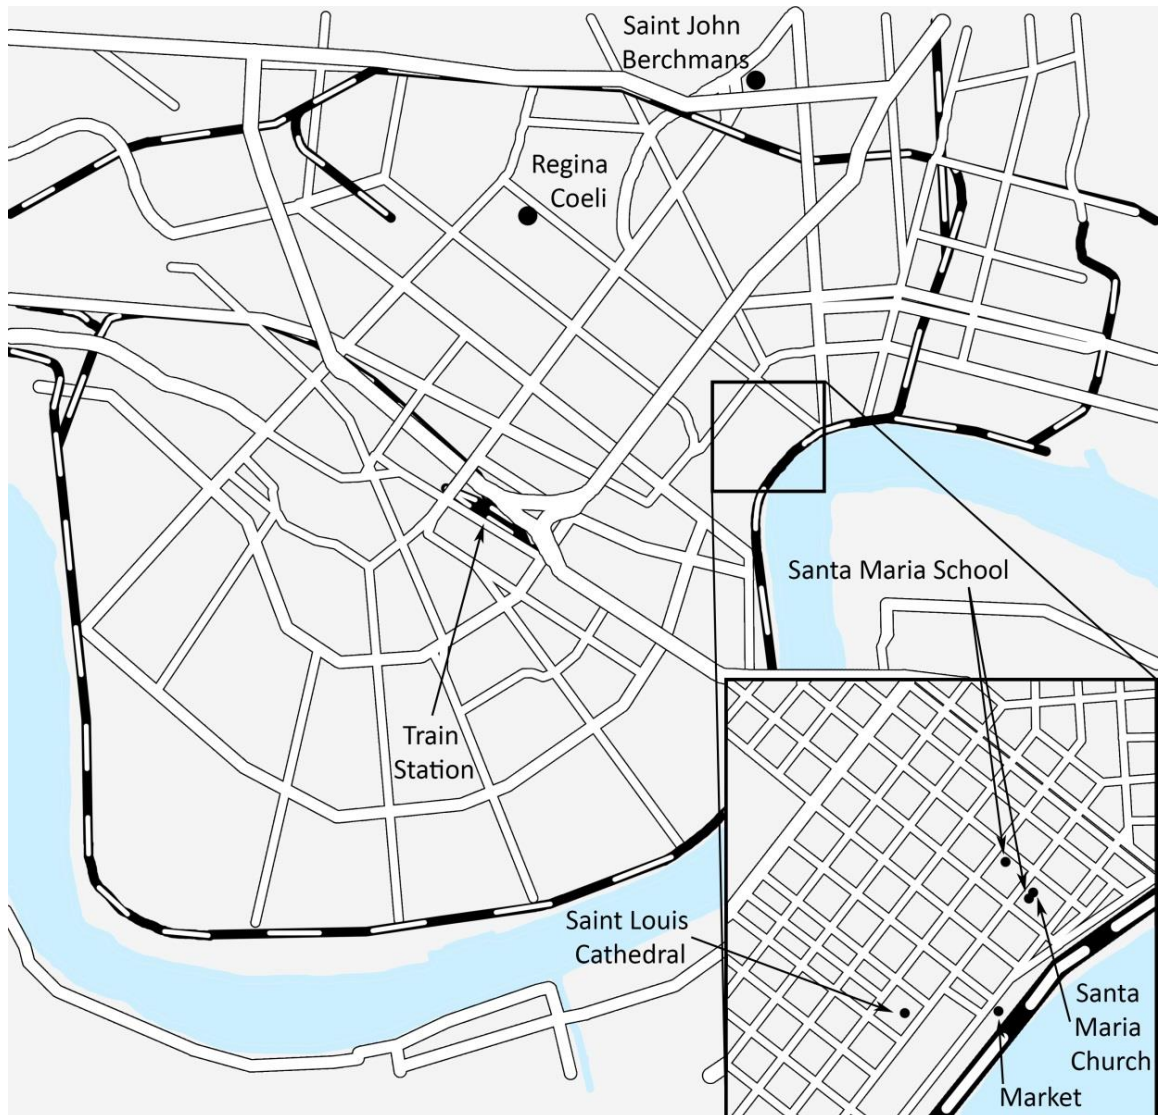 Saint John
Berchmans
Regina
Coeli
Santa Maria School
Train
Station
Saint Louis
Cathedral
Santa
Maria
Church
Market